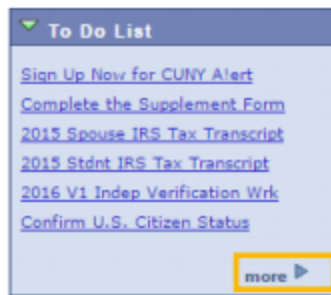 To Do List
Sign Up Now for CUNY A!ert
Complete the Supplement Form
2015 Spouse IRS Tax Transcript
2015 Stdnt IRS Tax Transcript
2016 V1 Indep Verification Wrk
Confirm U.S. Citizen Status
more